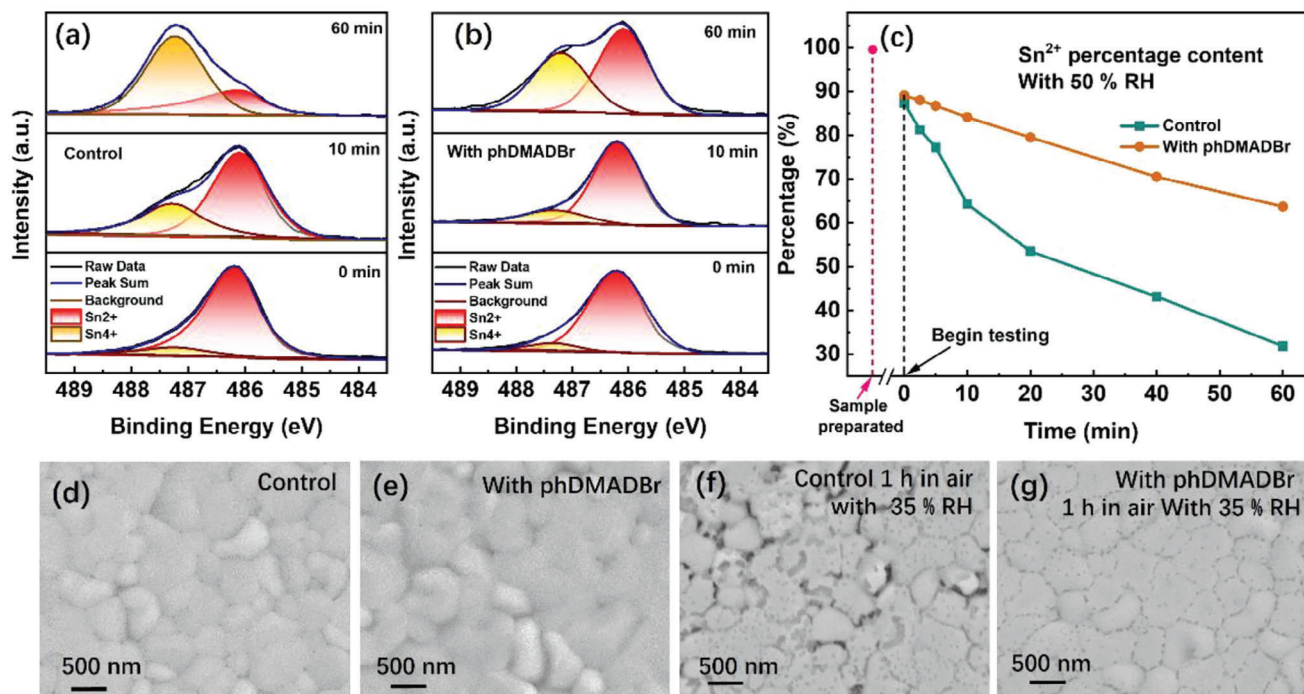 (a)
60 min
Control
10 min
0 min
Raw Data
Peak Sum
Background
Sn2+
Sn4+
Intensity (a.u.)
489 488 487 486 485 484
Binding Energy (eV)
(b)
60 min
With phDMADBr
10 min
0 min
Raw Data
Peak Sum
Background
Sn2+
Sn4+
Intensity (a.u.)
489 488 487 486 485 484
Binding Energy (eV)
(c)
Sn²⁺ percentage content
With 50 % RH
Control
With phDMADBr
Percentage (%)
100
90
80
70
60
50
40
30
Begin testing
0 10 20 30 40 50 60
Sample
preparated
Time (min)
(d)
Control
500 nm
(e)
With phDMADBr
500 nm
(f)
Control 1 h in air
with 35 % RH
500 nm
(g)
With phDMADBr
1 h in air With 35 % RH
500 nm